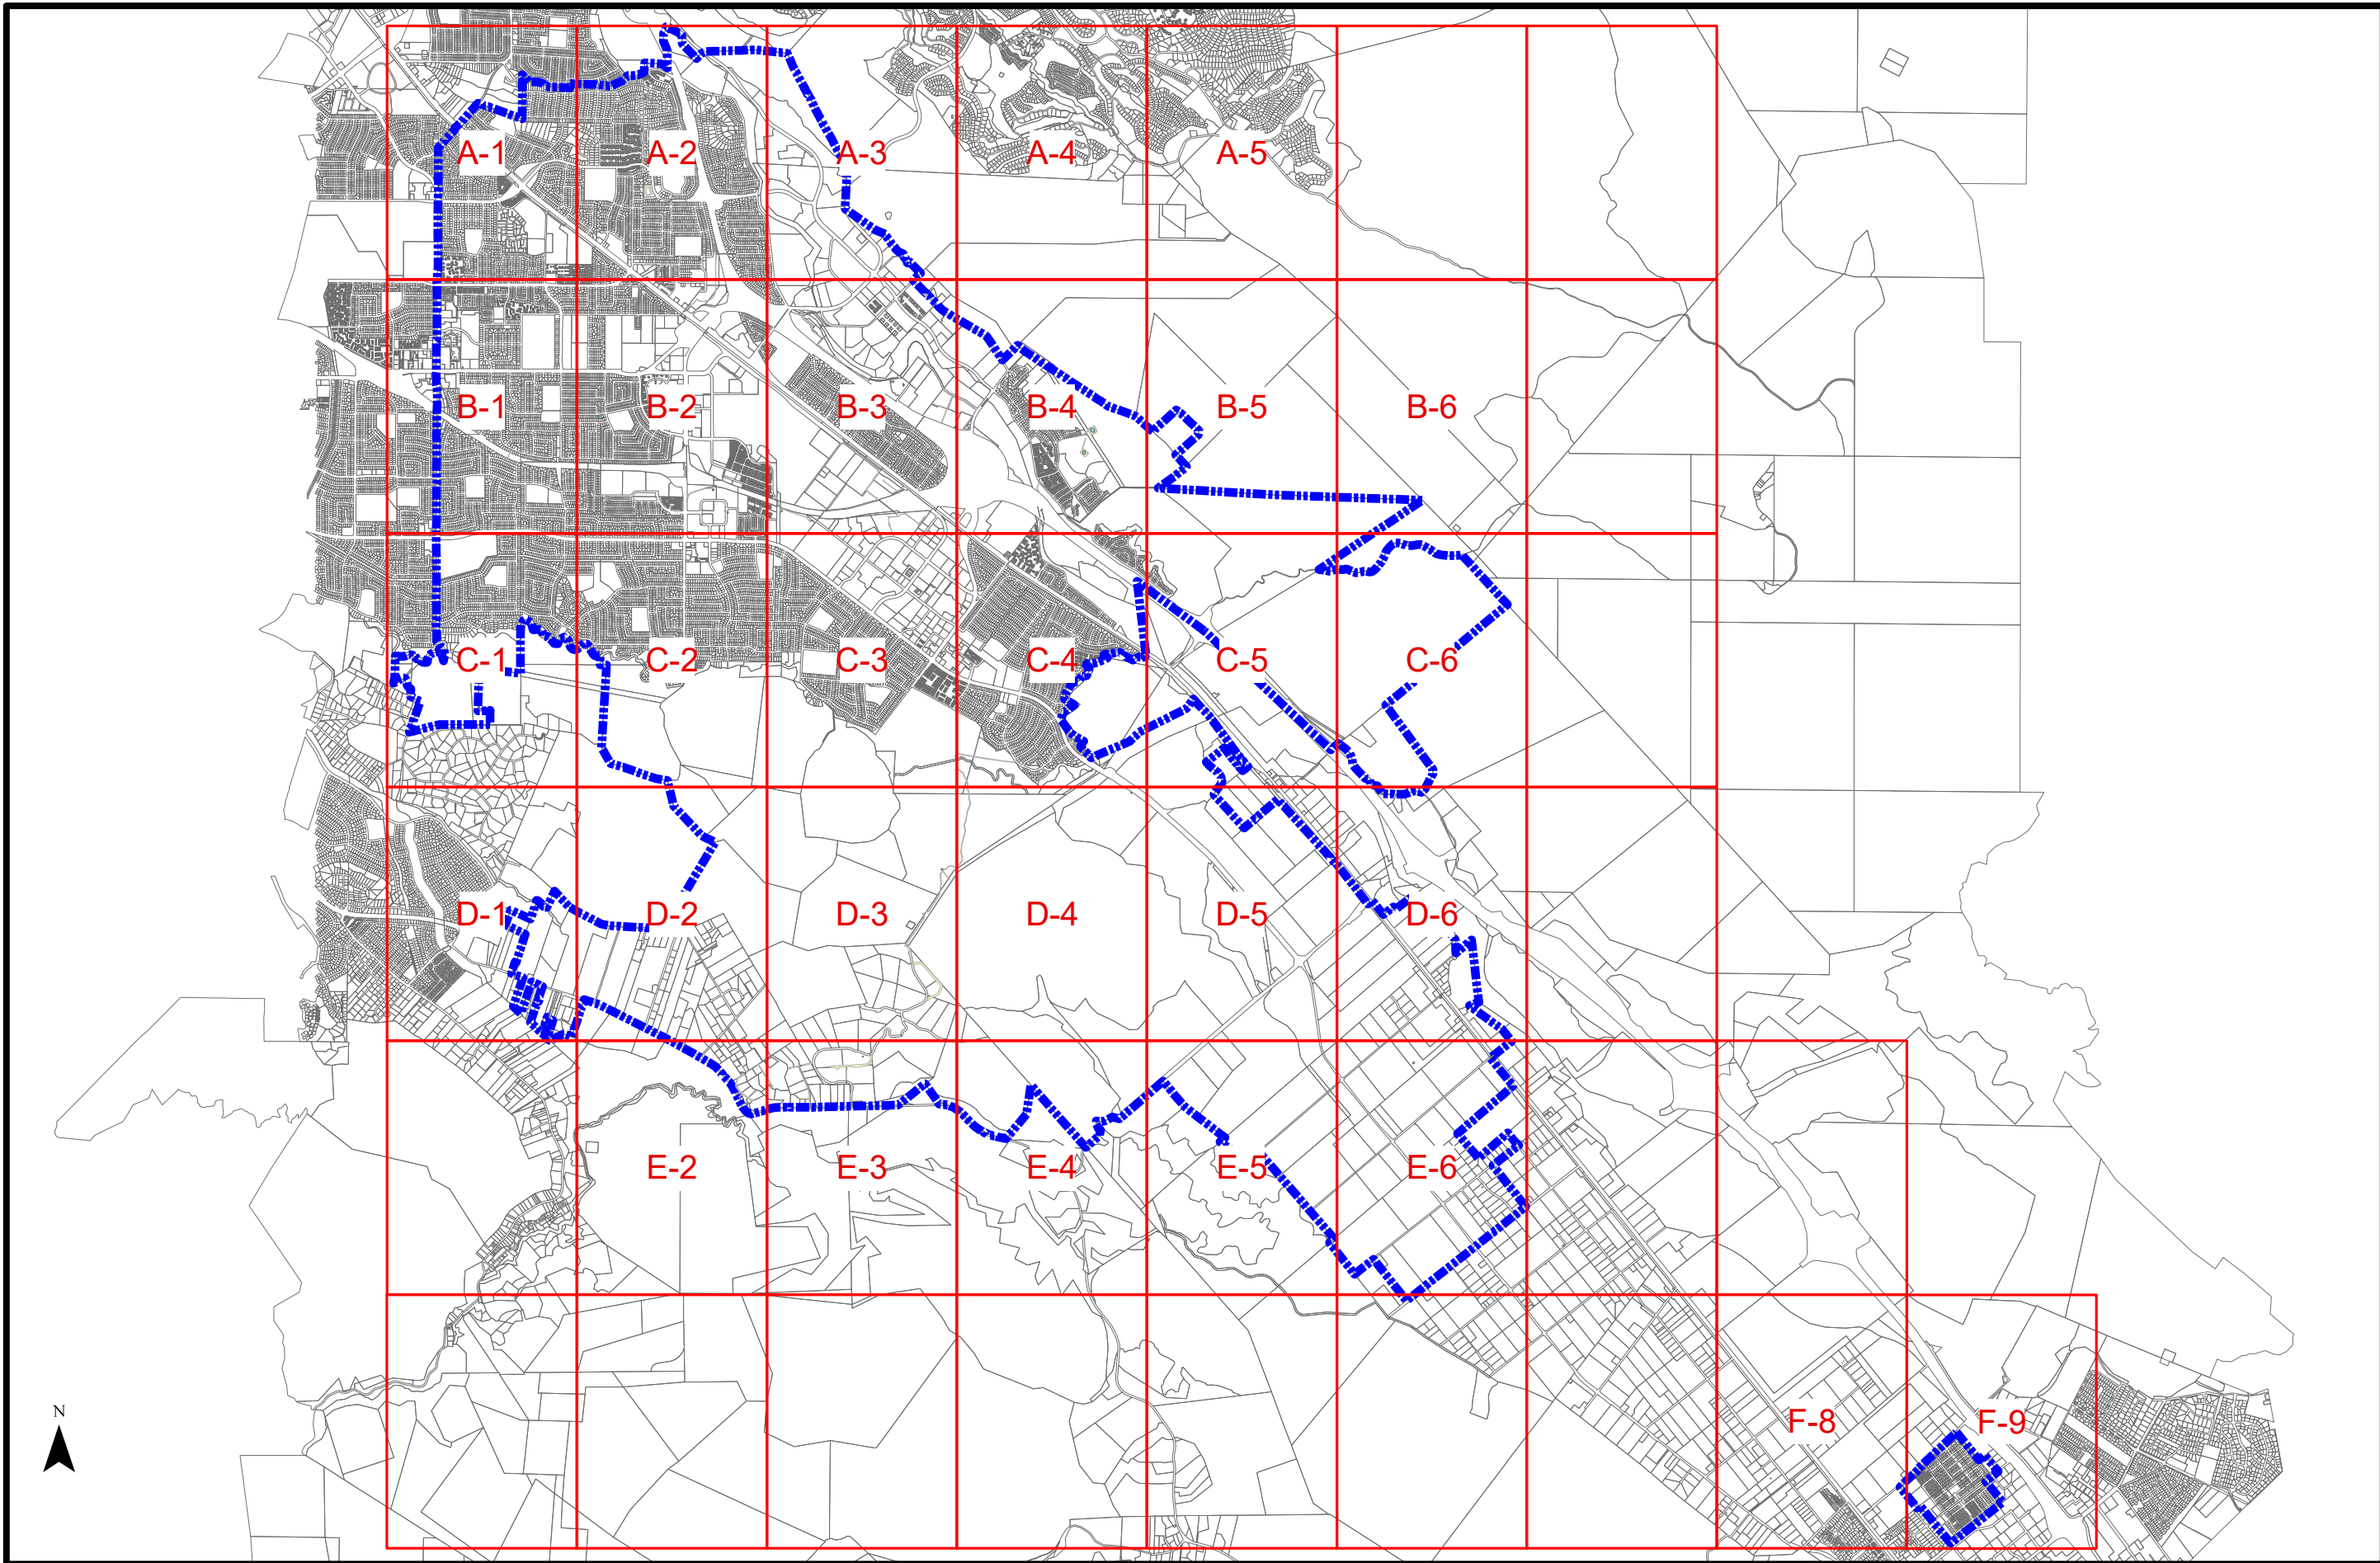 A-1 A-2 A-3 A-4 A-5
B-1 B-2 B-3 B-4 B-5 B-6
C-1 C-2 C-3 C-4 C-5 C-6
D-1 D-2 D-3 D-4 D-5 D-6
E-2 E-3 E-4 E-5 E-6
N
F-8 F-9